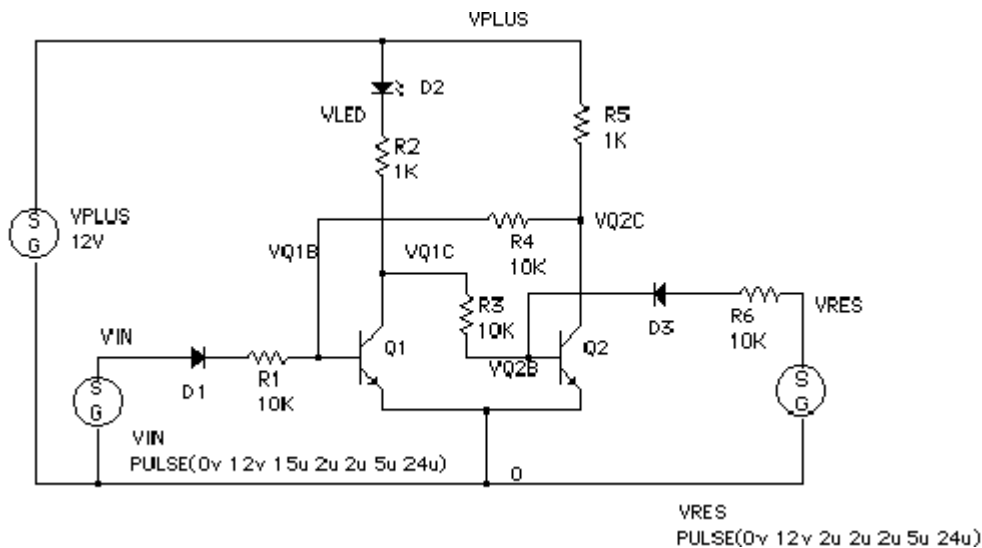 VPLUS
D2
VLED
R5
1K
R2
1K
S
G
VPLUS
12V
VQ2C
R4
10K
VQ1B
VQ1C
R3
10K
VRES
D3
R6
10K
VIN
Q1
Q2
VQ2B
D1
R1
10K
S
G
S
G
VIN
PULSE(0v 12v 15u 2u 2u 5u 24u)
0
VRES
PULSE(0v 12v 2u 2u 2u 5u 24u)